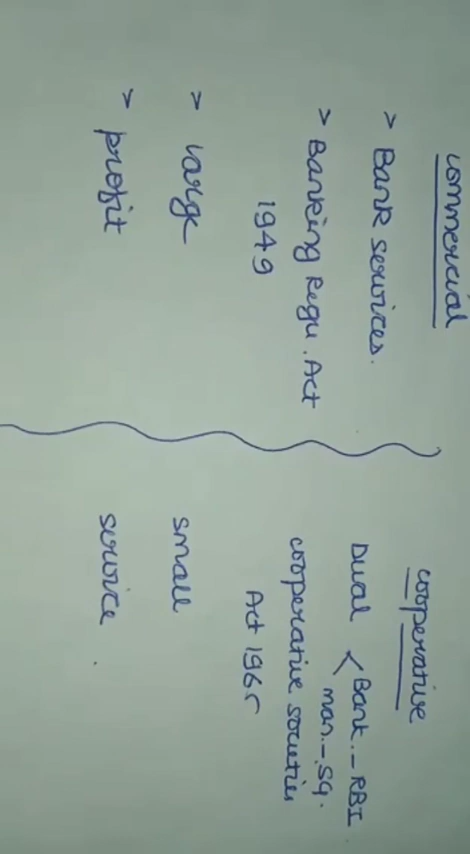 commercial
> Bank services.
> Banking Regu. Act
1949
> large
> profit
cooperative
Dual < Bank. - RBI
man. - SG.
cooperative societies
Act 1965
small
service.